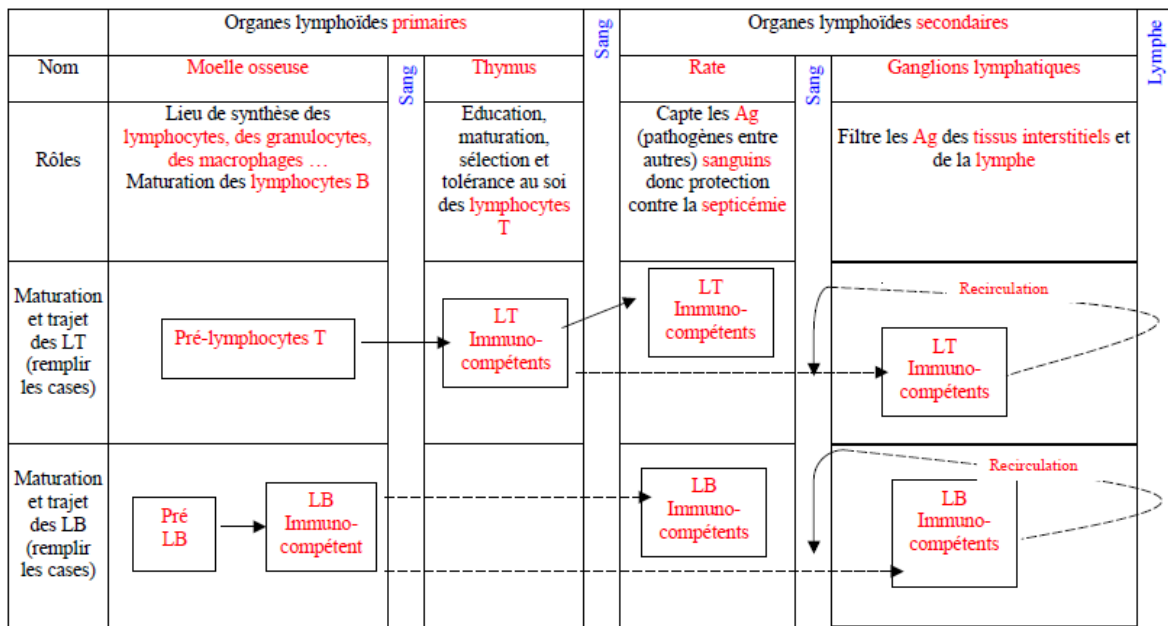 Organes lymphoïdes primaires
Sang
Organes lymphoïdes secondaires
Lymphe
Nom
Moelle osseuse
Sang
Thymus
Rate
Sang
Ganglions lymphatiques
Rôles
Lieu de synthèse des
lymphocytes, des granulocytes,
des macrophages …
Maturation des lymphocytes B
Education,
maturation,
sélection et
tolérance au soi
des lymphocytes
T
Capte les Ag
(pathogènes entre
autres) sanguins
donc protection
contre la septicémie
Filtre les Ag des tissus interstitiels et
de la lymphe
Maturation
et trajet
des LT
(remplir
les cases)
Pré-lymphocytes T
LT
Immuno-
compétents
LT
Immuno-
compétents
Recirculation
LT
Immuno-
compétents
Maturation
et trajet
des LB
(remplir
les cases)
Pré
LB
LB
Immuno-
compétent
LB
Immuno-
compétents
Recirculation
LB
Immuno-
compétents